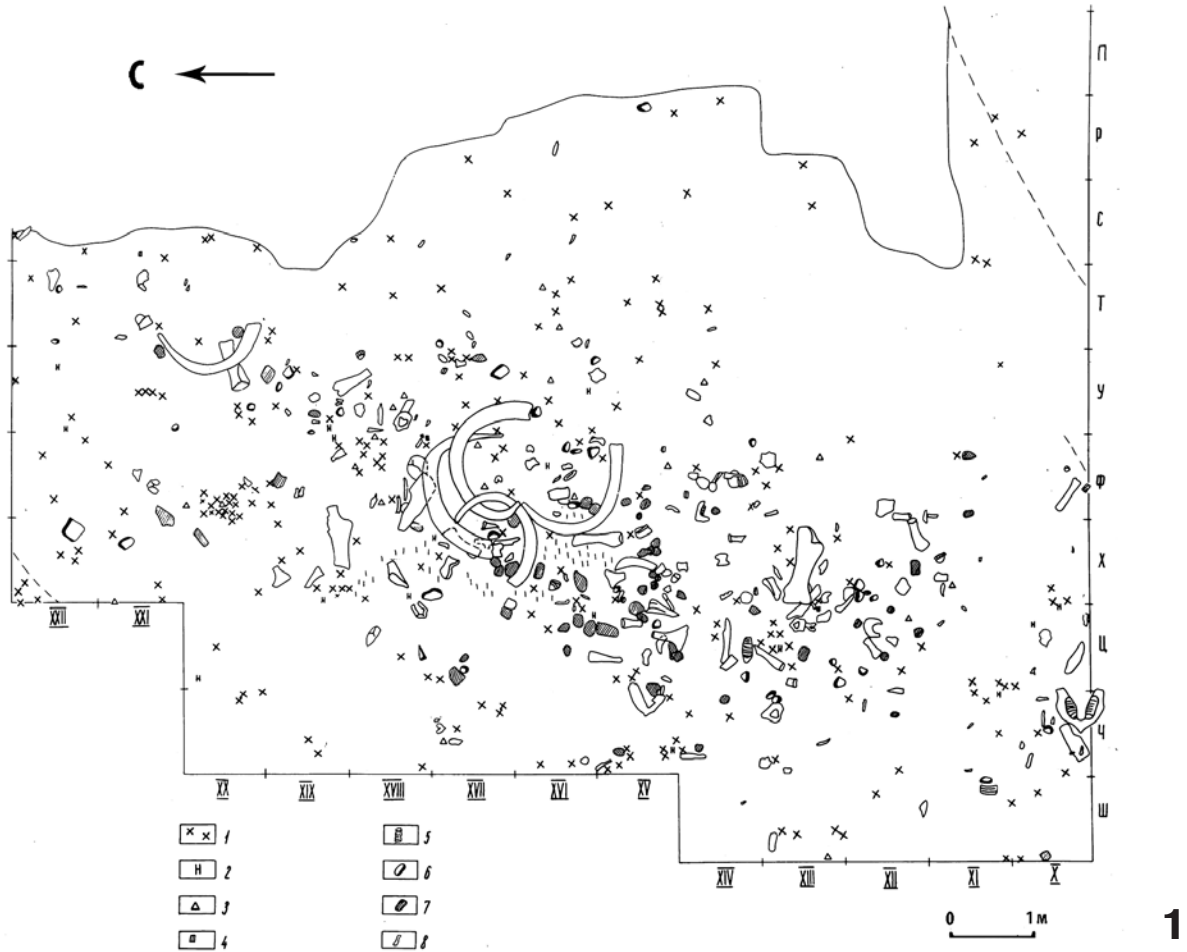 С
П
Р
С
Т
У
Ф
Х
Ц
Ч
Ш
XXII XXI
XX XIX XVIII XVII XVI XV
XIV XIII XII XI X
× × 1
Н 2
△ 3
4
5
6
7
8
0 1 м
1